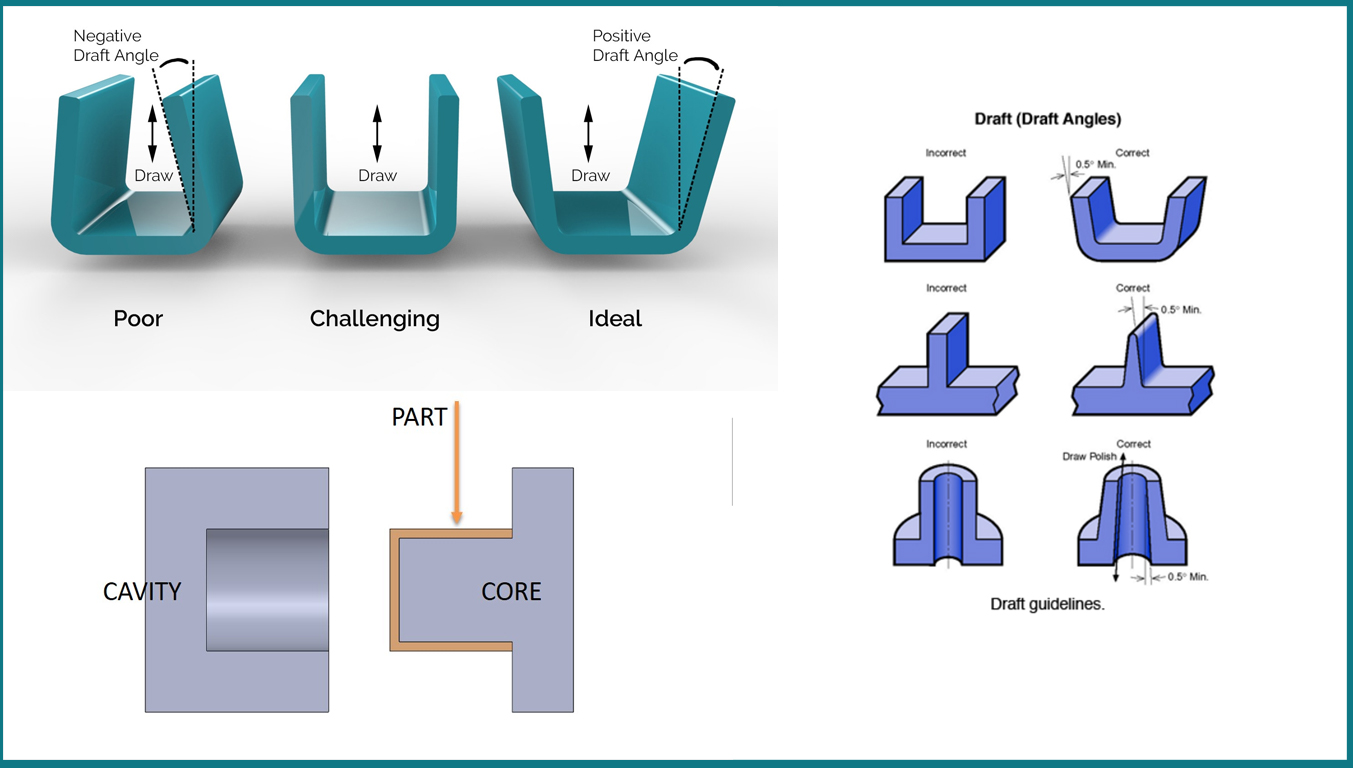 Negative
Draft Angle
Positive
Draft Angle
Draw
Draw
Draw
Poor
Challenging
Ideal
PART
CAVITY
CORE
Draft (Draft Angles)
Incorrect
Correct
0.5° Min.
Incorrect
Correct
0.5° Min.
Incorrect
Correct
Draw Polish
0.5° Min.
Draft guidelines.